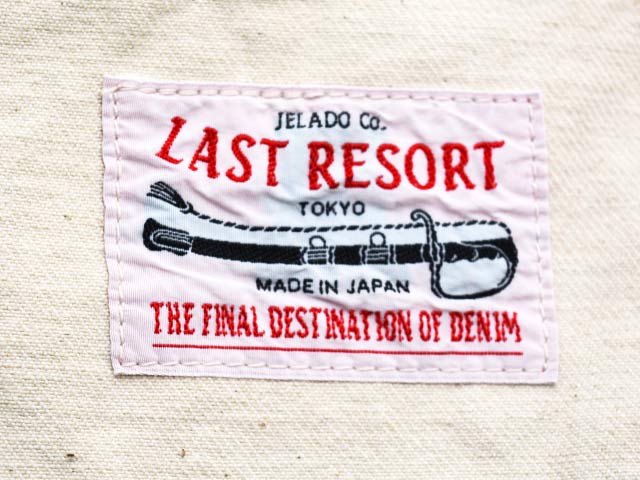 JELADO Co.
LAST RESORT
TOKYO
MADE IN JAPAN
THE FINAL DESTINATION OF DENIM